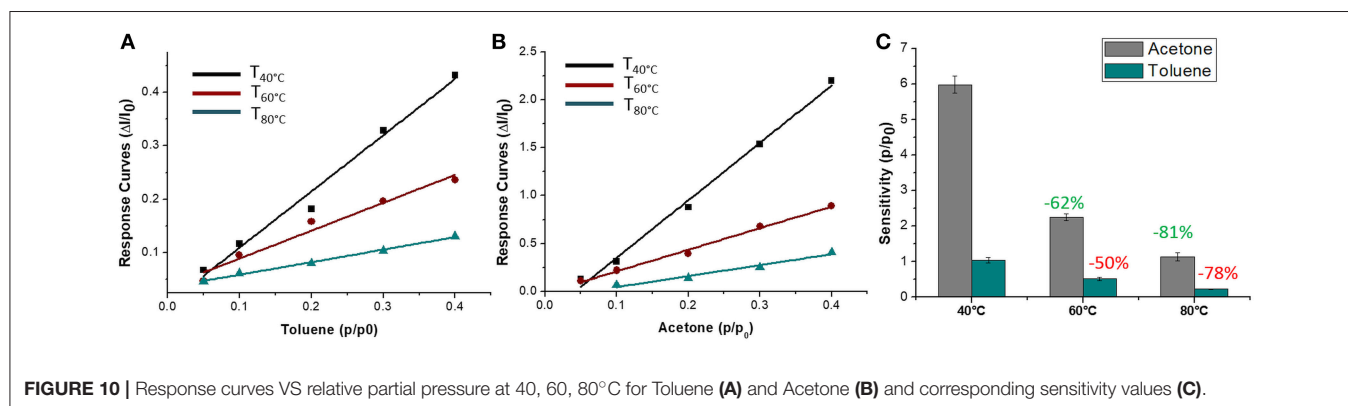 A
T40°C
T60°C
T80°C
Response Curves (ΔI/I0)
0.4
0.3
0.2
0.1
0.0
0.1
0.2
0.3
0.4
Toluene (p/p0)
B
T40°C
T60°C
T80°C
Response Curves (ΔI/I0)
2.5
2.0
1.5
1.0
0.5
0.0
0.0
0.1
0.2
0.3
0.4
Acetone (p/p0)
C
Acetone
Toluene
Sensitivity (p/p0)
7
6
5
4
3
2
1
0
-62%
-50%
-81%
-78%
40°C
60°C
80°C
FIGURE 10 | Response curves VS relative partial pressure at 40, 60, 80°C for Toluene (A) and Acetone (B) and corresponding sensitivity values (C).